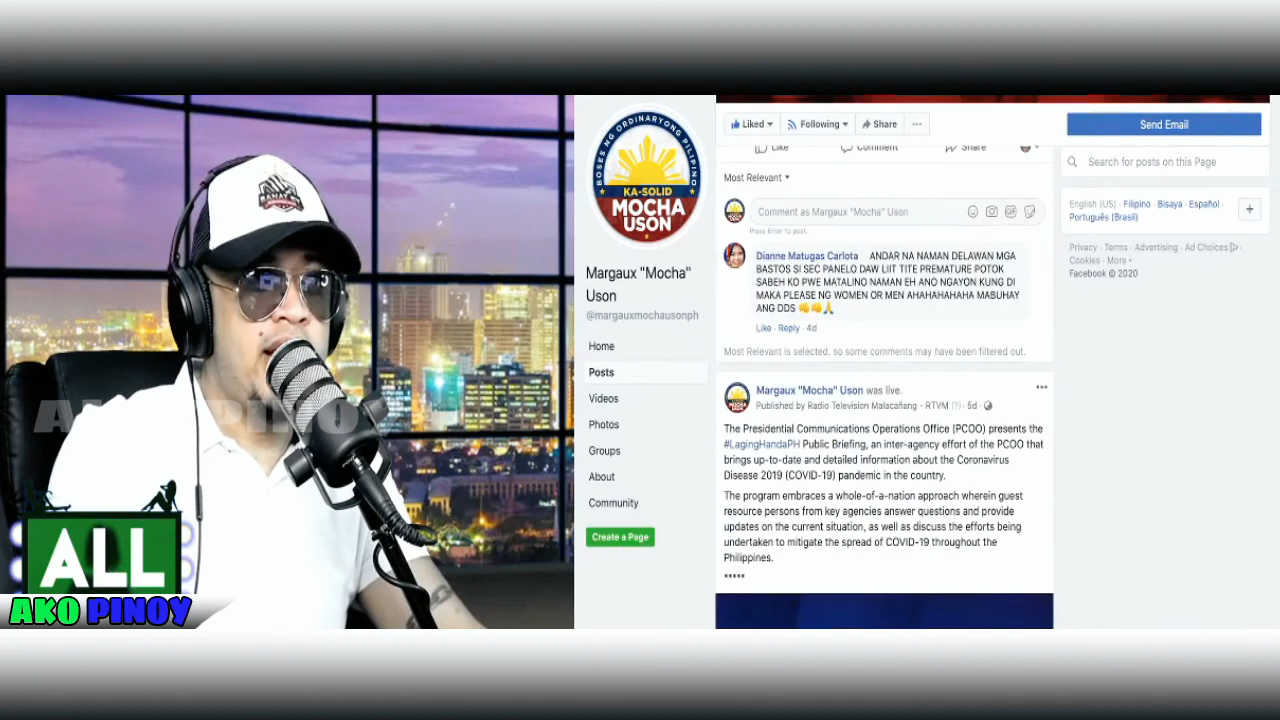 BANAT BY
ALL
AKO PINOY
BOSES NG ORDINARYONG PILIPINO
KA-SOLID
MOCHA
USON
Margaux "Mocha"
Uson
@margauxmochausonph
Home
Posts
Videos
Photos
Groups
About
Community
Create a Page
Liked
Following
Share
Send Email
Like
Comment
Share
Most Relevant
Comment as Margaux "Mocha" Uson
Press Enter to post.
Dianne Matugas Carlota ANDAR NA NAMAN DELAWAN MGA
BASTOS SI SEC PANELO DAW LIIT TITE PREMATURE POTOK
SABEH KO PWE MATALINO NAMAN EH ANO NGAYON KUNG DI
MAKA PLEASE NG WOMEN OR MEN AHAHAHAHAHA MABUHAY
ANG DDS 👊👊🙏
Like · Reply · 4d
Most Relevant is selected, so some comments may have been filtered out.
Margaux "Mocha" Uson was live.
Published by Radio Television Malacañang - RTVM [?] · 5d ·
The Presidential Communications Operations Office (PCOO) presents the
#LagingHandaPH Public Briefing, an inter-agency effort of the PCOO that
brings up-to-date and detailed information about the Coronavirus
Disease 2019 (COVID-19) pandemic in the country.
The program embraces a whole-of-a-nation approach wherein guest
resource persons from key agencies answer questions and provide
updates on the current situation, as well as discuss the efforts being
undertaken to mitigate the spread of COVID-19 throughout the
Philippines.
*****
Search for posts on this Page
English (US) · Filipino · Bisaya · Español ·
Português (Brasil)
Privacy · Terms · Advertising · Ad Choices ·
Cookies · More
Facebook © 2020